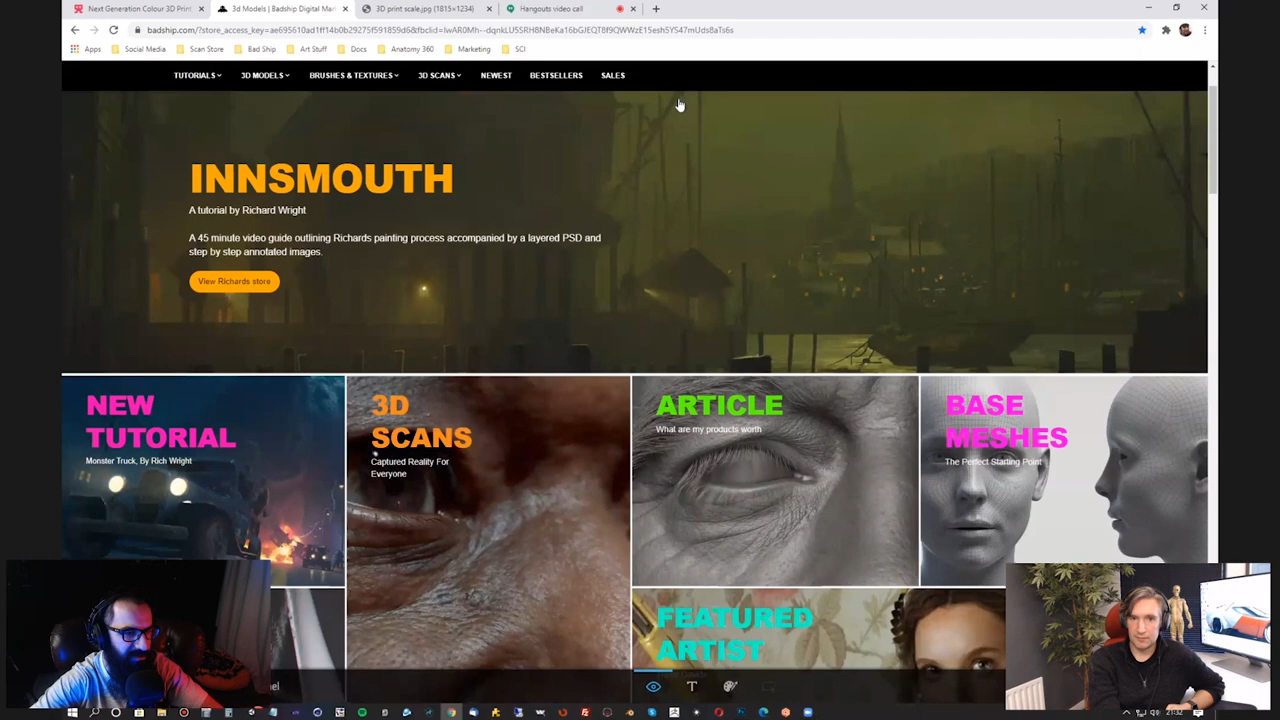 Next Generation Colour 3D Print
3d Models | Badship Digital Mar
3D print scale.jpg (1815×1234)
Hangouts video call
badship.com/?store_access_key=ae695610ad1ff14b0b29275f591859d6&fbclid=IwAR0Mh--dqnkLUSSRH8NBeKa16bGJEQT8f9QWWzE15esh5YS47mUds8aTs6s
Apps
Social Media
Scan Store
Bad Ship
Art Stuff
Docs
Anatomy 360
Marketing
SCI
TUTORIALS
3D MODELS
BRUSHES & TEXTURES
3D SCANS
NEWEST
BESTSELLERS
SALES
INNSMOUTH
A tutorial by Richard Wright
A 45 minute video guide outlining Richards painting process accompanied by a layered PSD and
step by step annotated images.
View Richards store
NEW
TUTORIAL
Monster Truck, By Rich Wright
3D
SCANS
Captured Reality For
Everyone
ARTICLE
What are my products worth
BASE
MESHES
The Perfect Starting Point
FEATURED
ARTIST
T
21:32